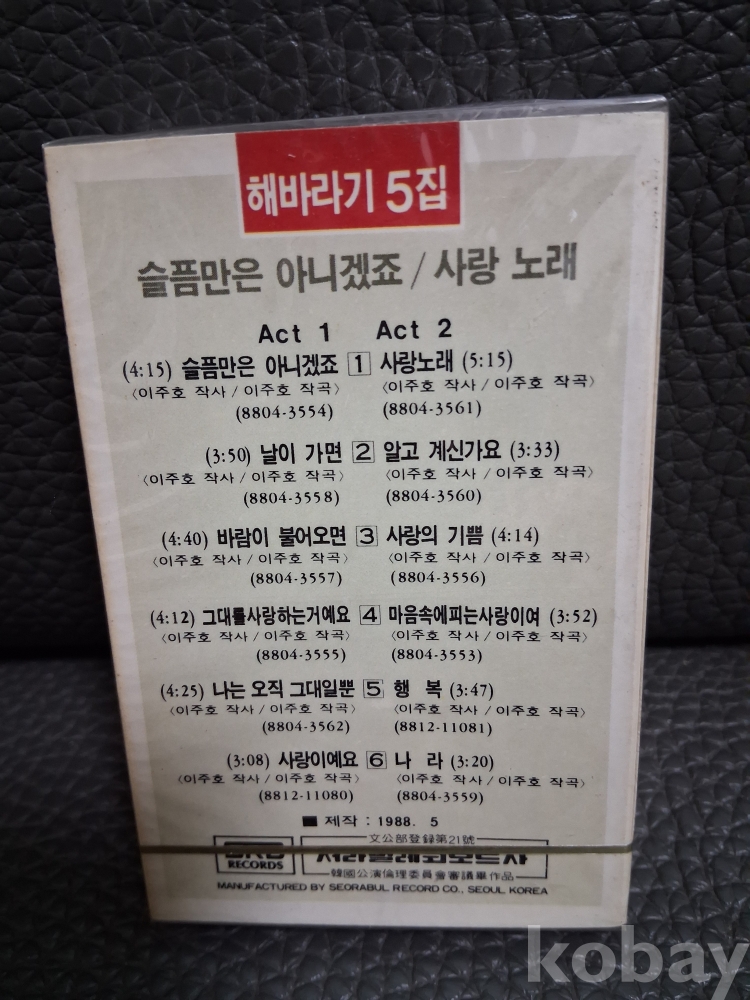 해바라기 5집
슬픔만은 아니겠죠 / 사랑 노래
Act 1 Act 2
(4:15) 슬픔만은 아니겠죠 1 사랑노래 (5:15)
〈이주호 작사 / 이주호 작곡〉 〈이주호 작사 / 이주호 작곡〉
(8804-3554) (8804-3561)
(3:50) 날이 가면 2 알고 계신가요 (3:33)
〈이주호 작사 / 이주호 작곡〉 〈이주호 작사 / 이주호 작곡〉
(8804-3558) (8804-3560)
(4:40) 바람이 불어오면 3 사랑의 기쁨 (4:14)
〈이주호 작사 / 이주호 작곡〉 〈이주호 작사 / 이주호 작곡〉
(8804-3557) (8804-3556)
(4:12) 그대를사랑하는거예요 4 마음속에피는사랑이여 (3:52)
〈이주호 작사 / 이주호 작곡〉 〈이주호 작사 / 이주호 작곡〉
(8804-3555) (8804-3553)
(4:25) 나는 오직 그대일뿐 5 행 복 (3:47)
〈이주호 작사 / 이주호 작곡〉 〈이주호 작사 / 이주호 작곡〉
(8804-3562) (8812-11081)
(3:08) 사랑이예요 6 나 라 (3:20)
〈이주호 작사 / 이주호 작곡〉 〈이주호 작사 / 이주호 작곡〉
(8812-11080) (8804-3559)
■ 제작 : 1988. 5
文公部登録第21號
SRB 서라벌레코오드사
RECORDS
韓國公演倫理委員會審議畢作品
MANUFACTURED BY SEORABUL RECORD CO., SEOUL KOREA
kobay